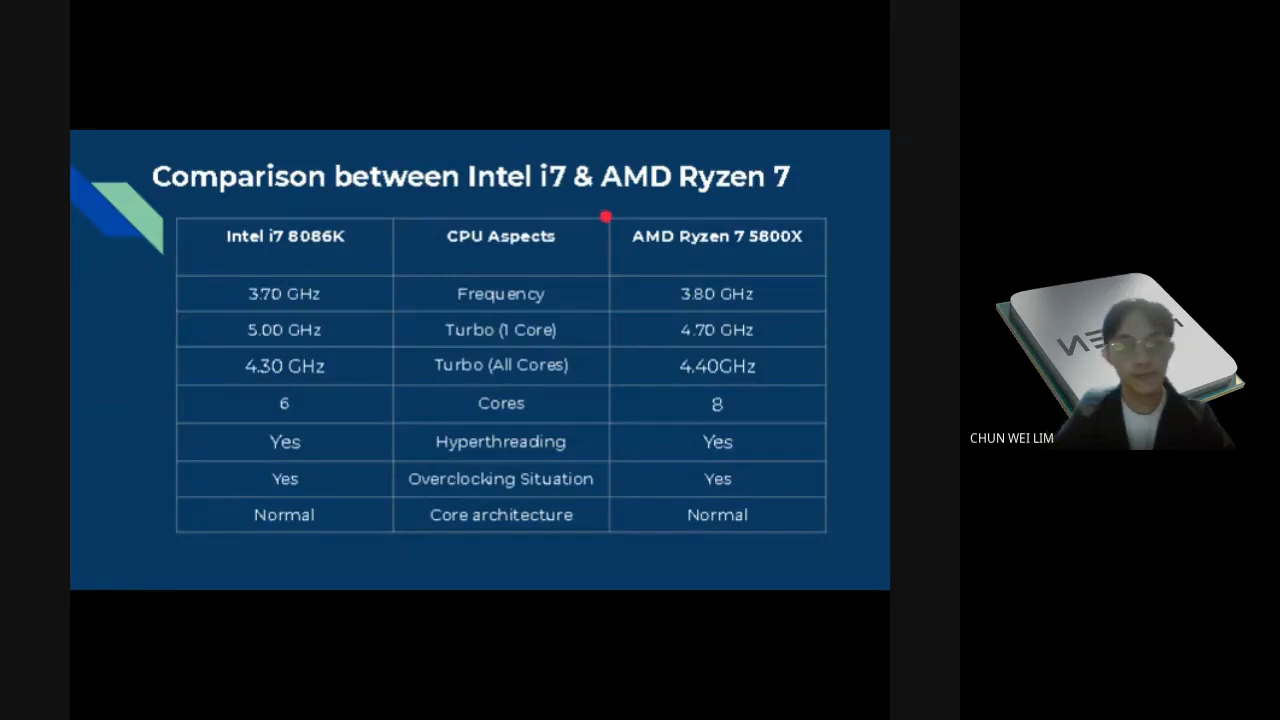 Comparison between Intel i7 & AMD Ryzen 7
Intel i7 8086K CPU Aspects AMD Ryzen 7 5800X
3.70 GHz Frequency 3.80 GHz
5.00 GHz Turbo (1 Core) 4.70 GHz
4.30 GHz Turbo (All Cores) 4.40GHz
6 Cores 8
Yes Hyperthreading Yes
Yes Overclocking Situation Yes
Normal Core architecture Normal
CHUN WEI LIM